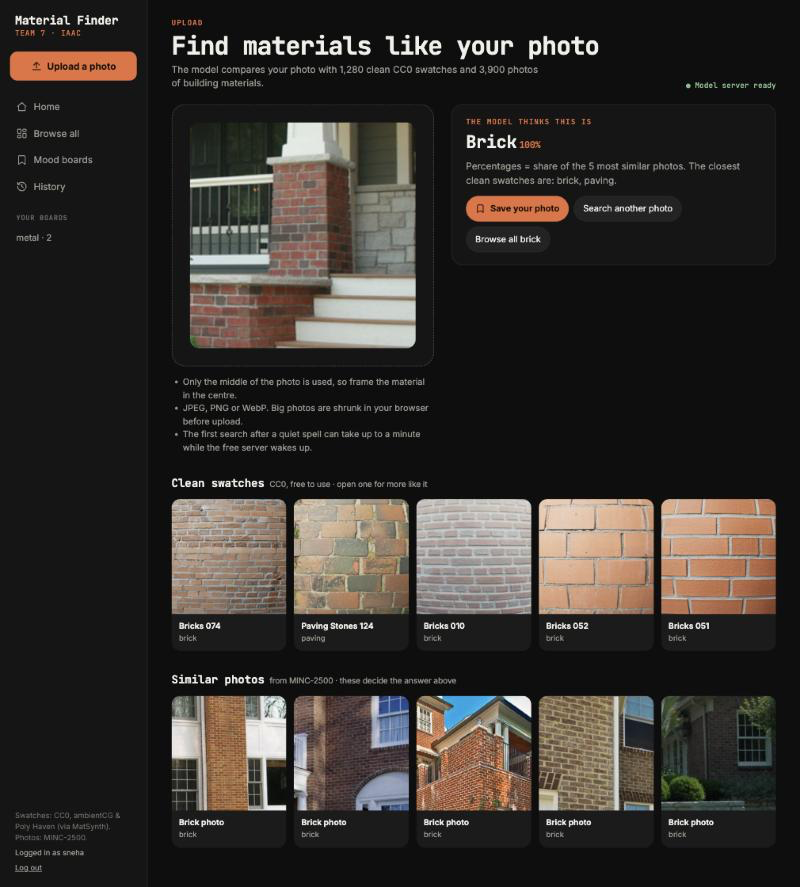 Material Finder
TEAM 7 · IAAC
Upload a photo
Home
Browse all
Mood boards
History
YOUR BOARDS
metal · 2
Swatches: CC0, ambientCG &
Poly Haven (via MatSynth).
Photos: MINC-2500.
Logged in as sneha
Log out
UPLOAD
Find materials like your photo
The model compares your photo with 1,280 clean CC0 swatches and 3,900 photos
of building materials.
Model server ready
THE MODEL THINKS THIS IS
Brick 100%
Percentages = share of the 5 most similar photos. The closest
clean swatches are: brick, paving.
Save your photo
Search another photo
Browse all brick
• Only the middle of the photo is used, so frame the material
in the centre.
• JPEG, PNG or WebP. Big photos are shrunk in your browser
before upload.
• The first search after a quiet spell can take up to a minute
while the free server wakes up.
Clean swatches CC0, free to use · open one for more like it
Bricks 074
brick
Paving Stones 124
paving
Bricks 010
brick
Bricks 052
brick
Bricks 051
brick
Similar photos from MINC-2500 · these decide the answer above
Brick photo
brick
Brick photo
brick
Brick photo
brick
Brick photo
brick
Brick photo
brick